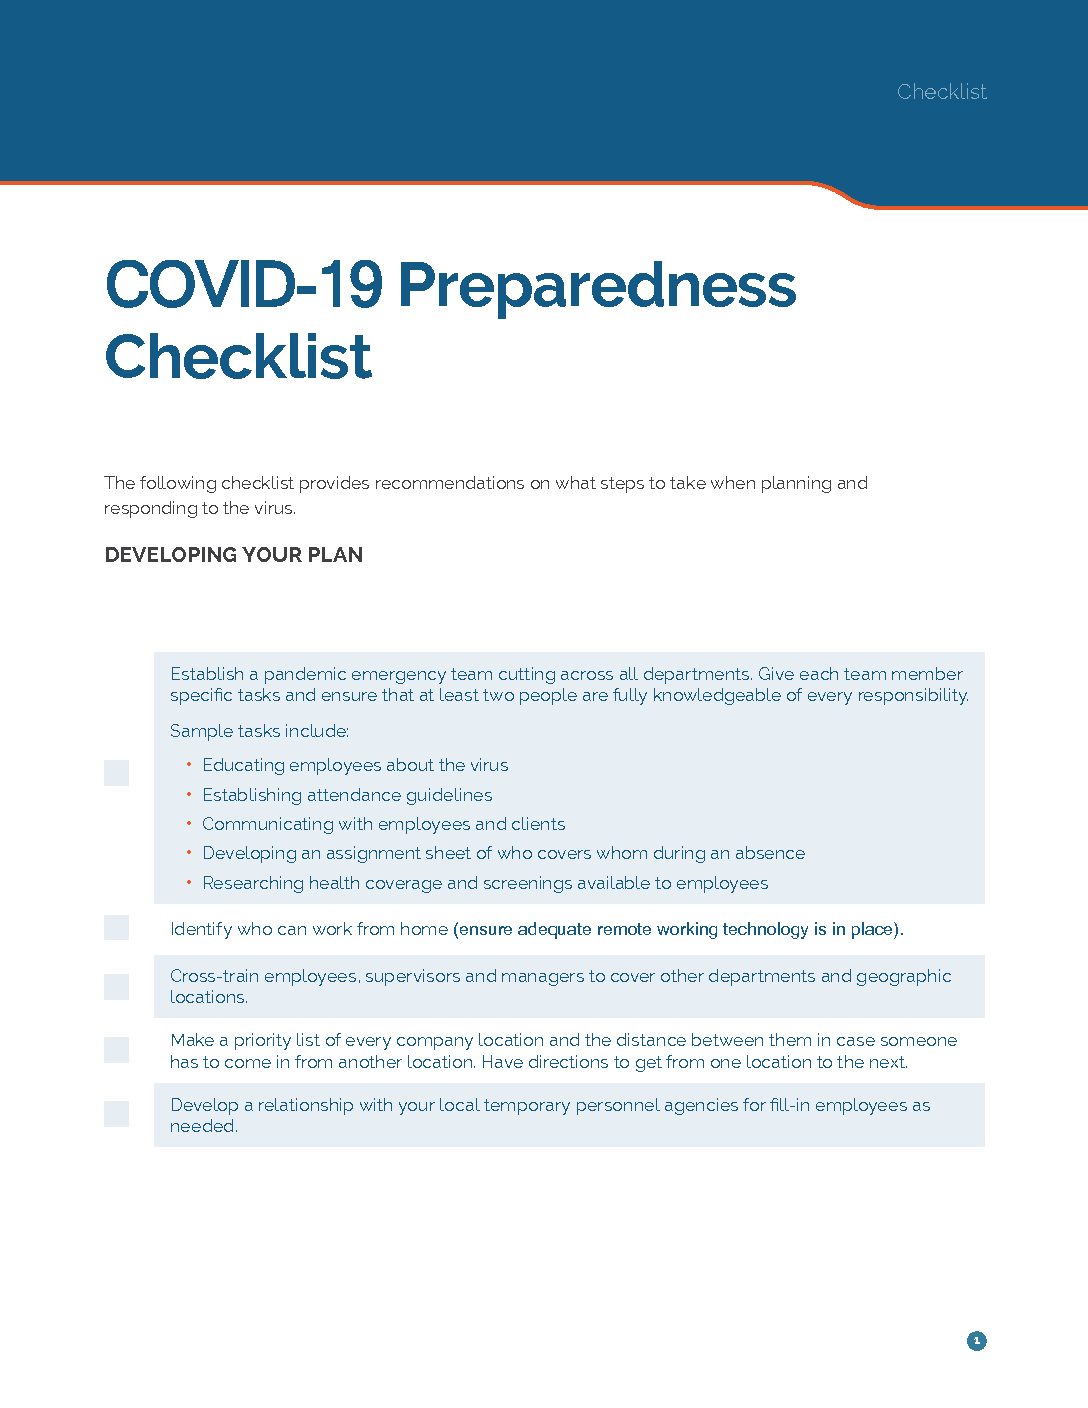 Checklist
COVID-19 Preparedness
Checklist
The following checklist provides recommendations on what steps to take when planning and
responding to the virus.
DEVELOPING YOUR PLAN
Establish a pandemic emergency team cutting across all departments. Give each team member
specific tasks and ensure that at least two people are fully knowledgeable of every responsibility.
Sample tasks include:
• Educating employees about the virus
• Establishing attendance guidelines
• Communicating with employees and clients
• Developing an assignment sheet of who covers whom during an absence
• Researching health coverage and screenings available to employees
Identify who can work from home (ensure adequate remote working technology is in place).
Cross-train employees, supervisors and managers to cover other departments and geographic
locations.
Make a priority list of every company location and the distance between them in case someone
has to come in from another location. Have directions to get from one location to the next.
Develop a relationship with your local temporary personnel agencies for fill-in employees as
needed.
1